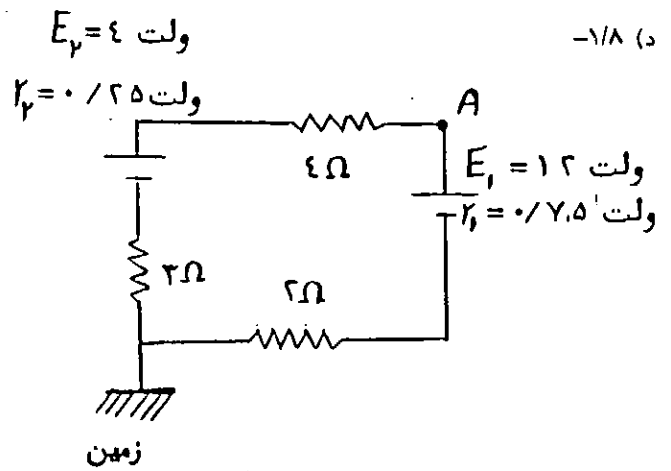 د) ۱/۸-
E₂ = ٤ ولت
r₂ = ۰/۲۵ ولت
A
٤Ω
E₁ = ۱۲ ولت
r₁ = ۰/۷۵ ولت
۳Ω
۲Ω
زمین